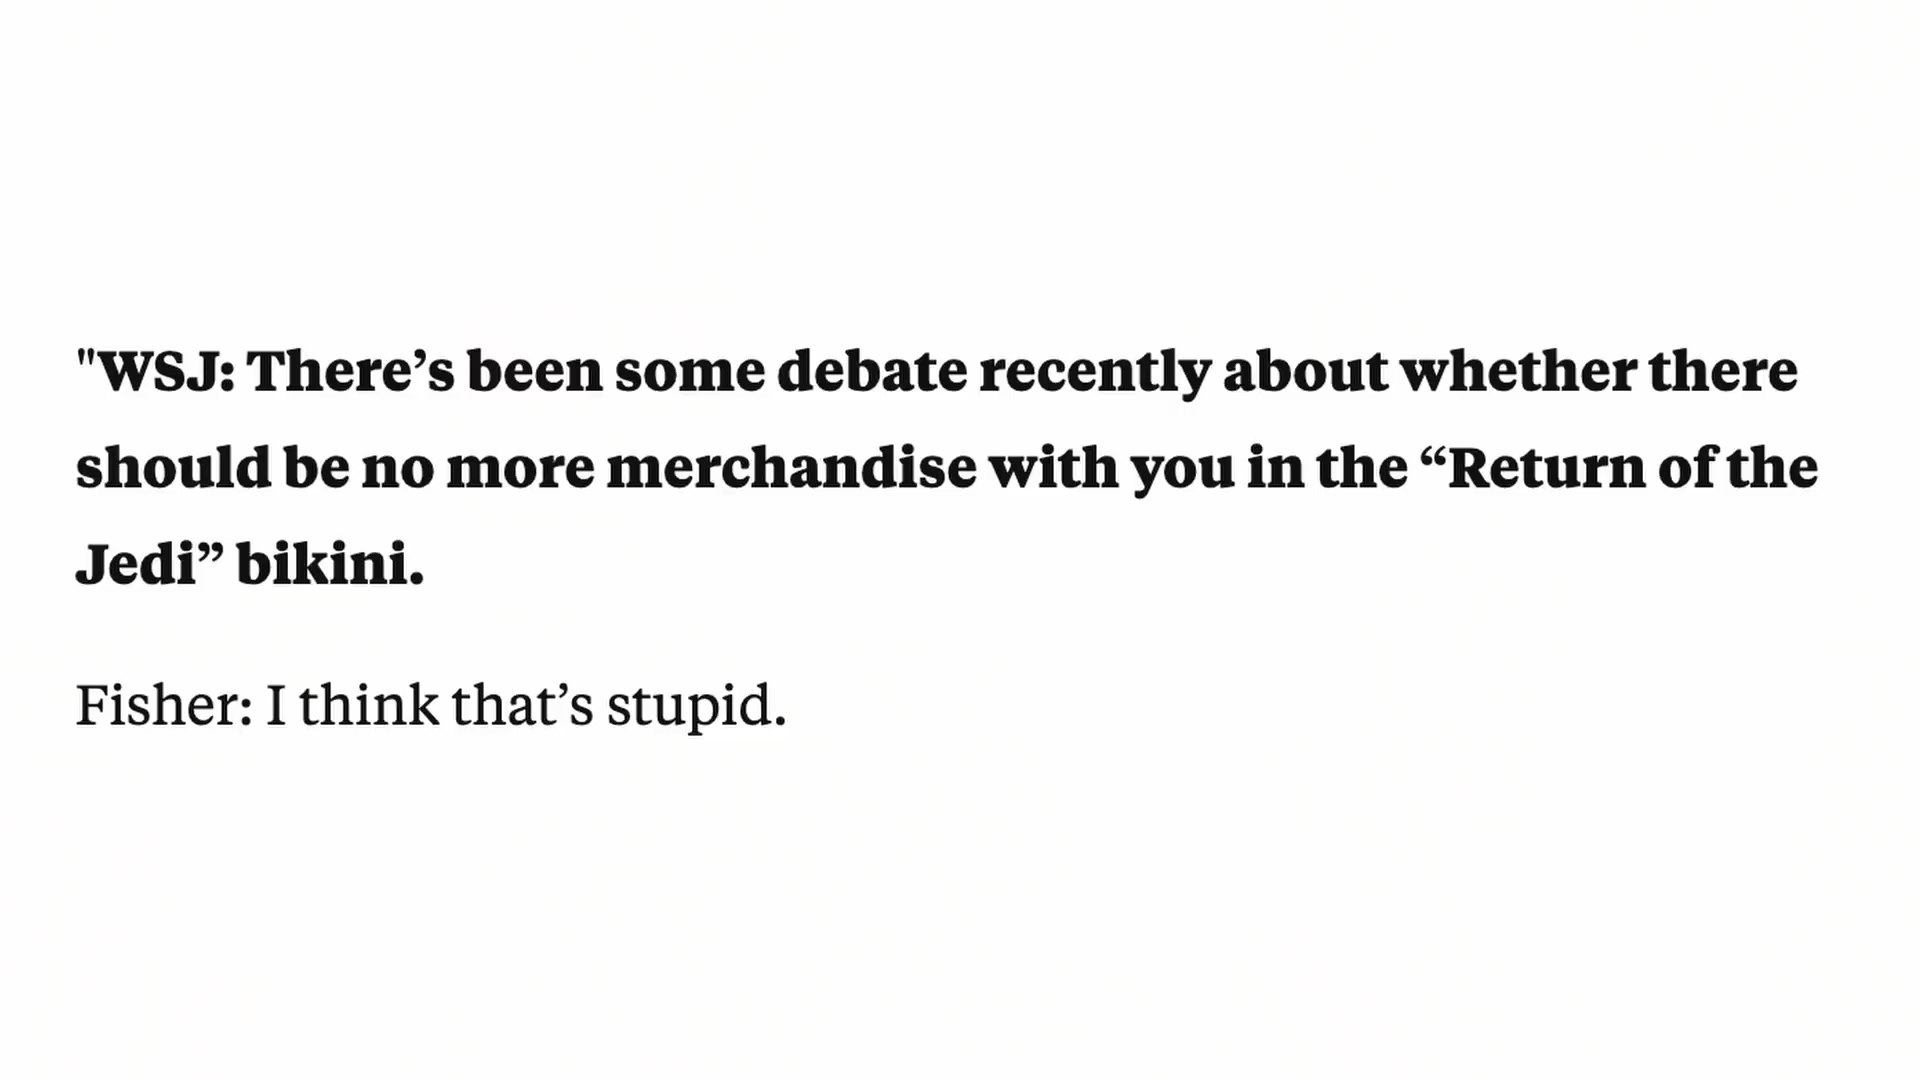 "WSJ: There’s been some debate recently about whether there
should be no more merchandise with you in the “Return of the
Jedi” bikini.
Fisher: I think that’s stupid.